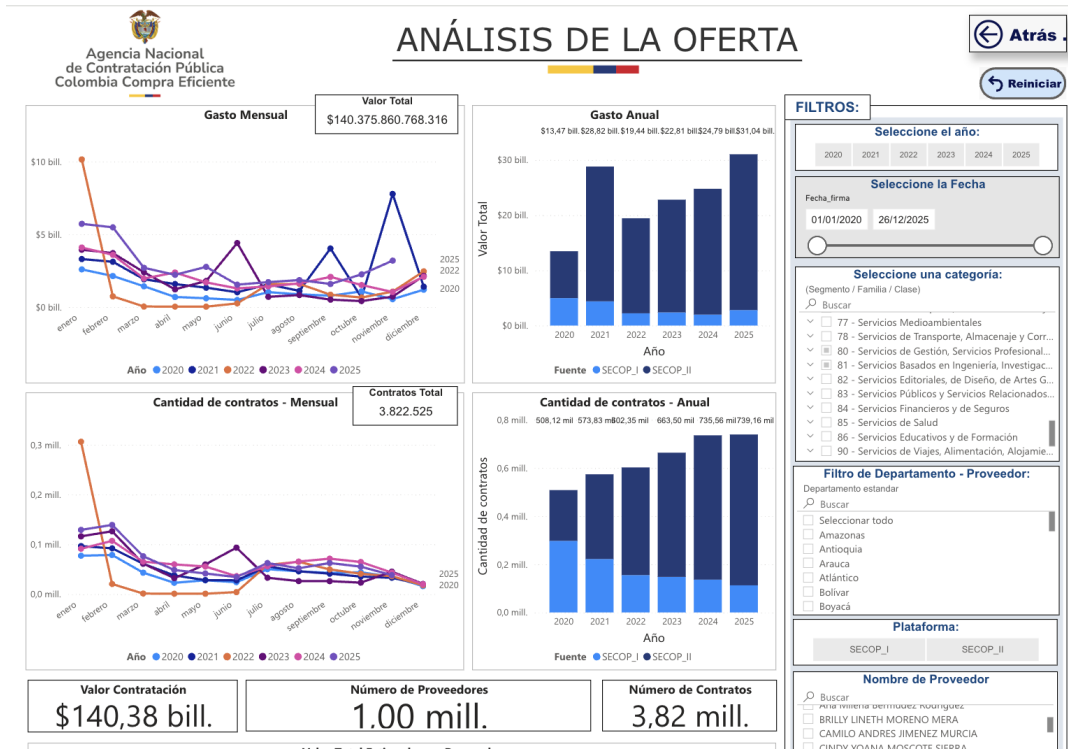 Agencia Nacional
de Contratación Pública
Colombia Compra Eficiente
ANÁLISIS DE LA OFERTA
Atrás .
Reiniciar
Gasto Mensual
Valor Total
$140.375.860.768.316
$10 bill.
$5 bill.
$0 bill.
enero
febrero
marzo
abril
mayo
junio
julio
agosto
septiembre
octubre
noviembre
diciembre
2025
2022
2020
Año 2020 2021 2022 2023 2024 2025
Gasto Anual
$13,47 bill. $28,82 bill. $19,44 bill. $22,81 bill. $24,79 bill. $31,04 bill.
Valor Total
$30 bill.
$20 bill.
$10 bill.
$0 bill.
2020 2021 2022 2023 2024 2025
Año
Fuente SECOP_I SECOP_II
Cantidad de contratos - Mensual
Contratos Total
3.822.525
0,3 mill.
0,2 mill.
0,1 mill.
0,0 mill.
enero
febrero
marzo
abril
mayo
junio
julio
agosto
septiembre
octubre
noviembre
diciembre
2025
2020
Año 2020 2021 2022 2023 2024 2025
Cantidad de contratos - Anual
508,12 mil 573,83 mil 602,35 mil 663,50 mil 735,56 mil 739,16 mil
Cantidad de contratos
0,8 mill.
0,6 mill.
0,4 mill.
0,2 mill.
0,0 mill.
2020 2021 2022 2023 2024 2025
Año
Fuente SECOP_I SECOP_II
Valor Contratación
$140,38 bill.
Número de Proveedores
1.00 mill.
Número de Contratos
3,82 mill.
FILTROS:
Seleccione el año:
2020 2021 2022 2023 2024 2025
Seleccione la Fecha
Fecha_firma
01/01/2020 26/12/2025
Seleccione una categoría:
(Segmento / Familia / Clase)
Buscar
77 - Servicios Medioambientales
78 - Servicios de Transporte, Almacenaje y Corr...
80 - Servicios de Gestión, Servicios Profesional...
81 - Servicios Basados en Ingeniería, Investigac...
82 - Servicios Editoriales, de Diseño, de Artes G...
83 - Servicios Públicos y Servicios Relacionados...
84 - Servicios Financieros y de Seguros
85 - Servicios de Salud
86 - Servicios Educativos y de Formación
90 - Servicios de Viajes, Alimentación, Alojamie...
Filtro de Departamento - Proveedor:
Departamento estandar
Buscar
Seleccionar todo
Amazonas
Antioquia
Arauca
Atlántico
Bolívar
Boyacá
Plataforma:
SECOP_I SECOP_II
Nombre de Proveedor
Buscar
Ana Milena Bermudez Rodriguez
BRILLY LINETH MORENO MERA
CAMILO ANDRES JIMENEZ MURCIA
CINDY YOANA MOSCOTE SIERRA